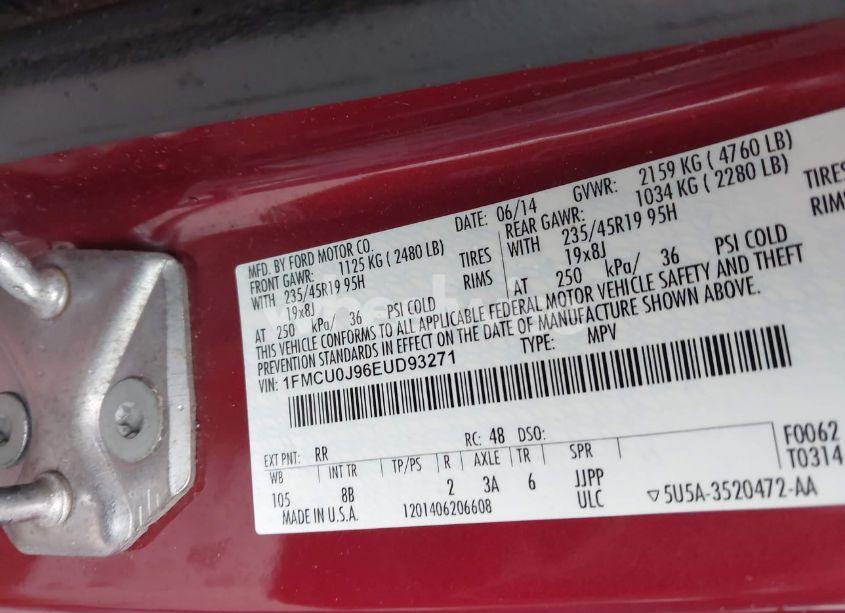 MFD. BY FORD MOTOR CO.
DATE: 06/14 GVWR: 2159 KG ( 4760 LB)
FRONT GAWR: 1125 KG ( 2480 LB) REAR GAWR: 1034 KG ( 2280 LB)
WITH 235/45R19 95H TIRES WITH 235/45R19 95H TIRES
19x8J RIMS 19x8J RIMS
AT 250 kPa/ 36 PSI COLD AT 250 kPa/ 36 PSI COLD
THIS VEHICLE CONFORMS TO ALL APPLICABLE FEDERAL MOTOR VEHICLE SAFETY AND THEFT
PREVENTION STANDARDS IN EFFECT ON THE DATE OF MANUFACTURE SHOWN ABOVE.
VIN: 1FMCU0J96EUD93271 TYPE: MPV
EXT PNT: RR RC: 48 DSO: F0062
WB INT TR TP/PS R AXLE TR SPR T0314
105 8B 2 3A 6 JJPP
ULC ▽5U5A-3520472-AA
MADE IN U.S.A. 1201406206608